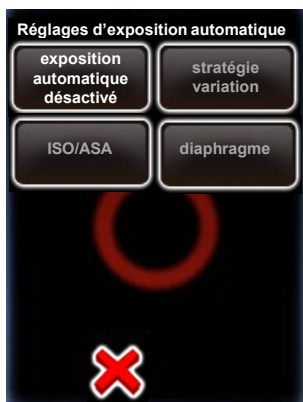 Réglages d’exposition automatique
exposition
automatique
désactivé
stratégie
variation
ISO/ASA
diaphragme